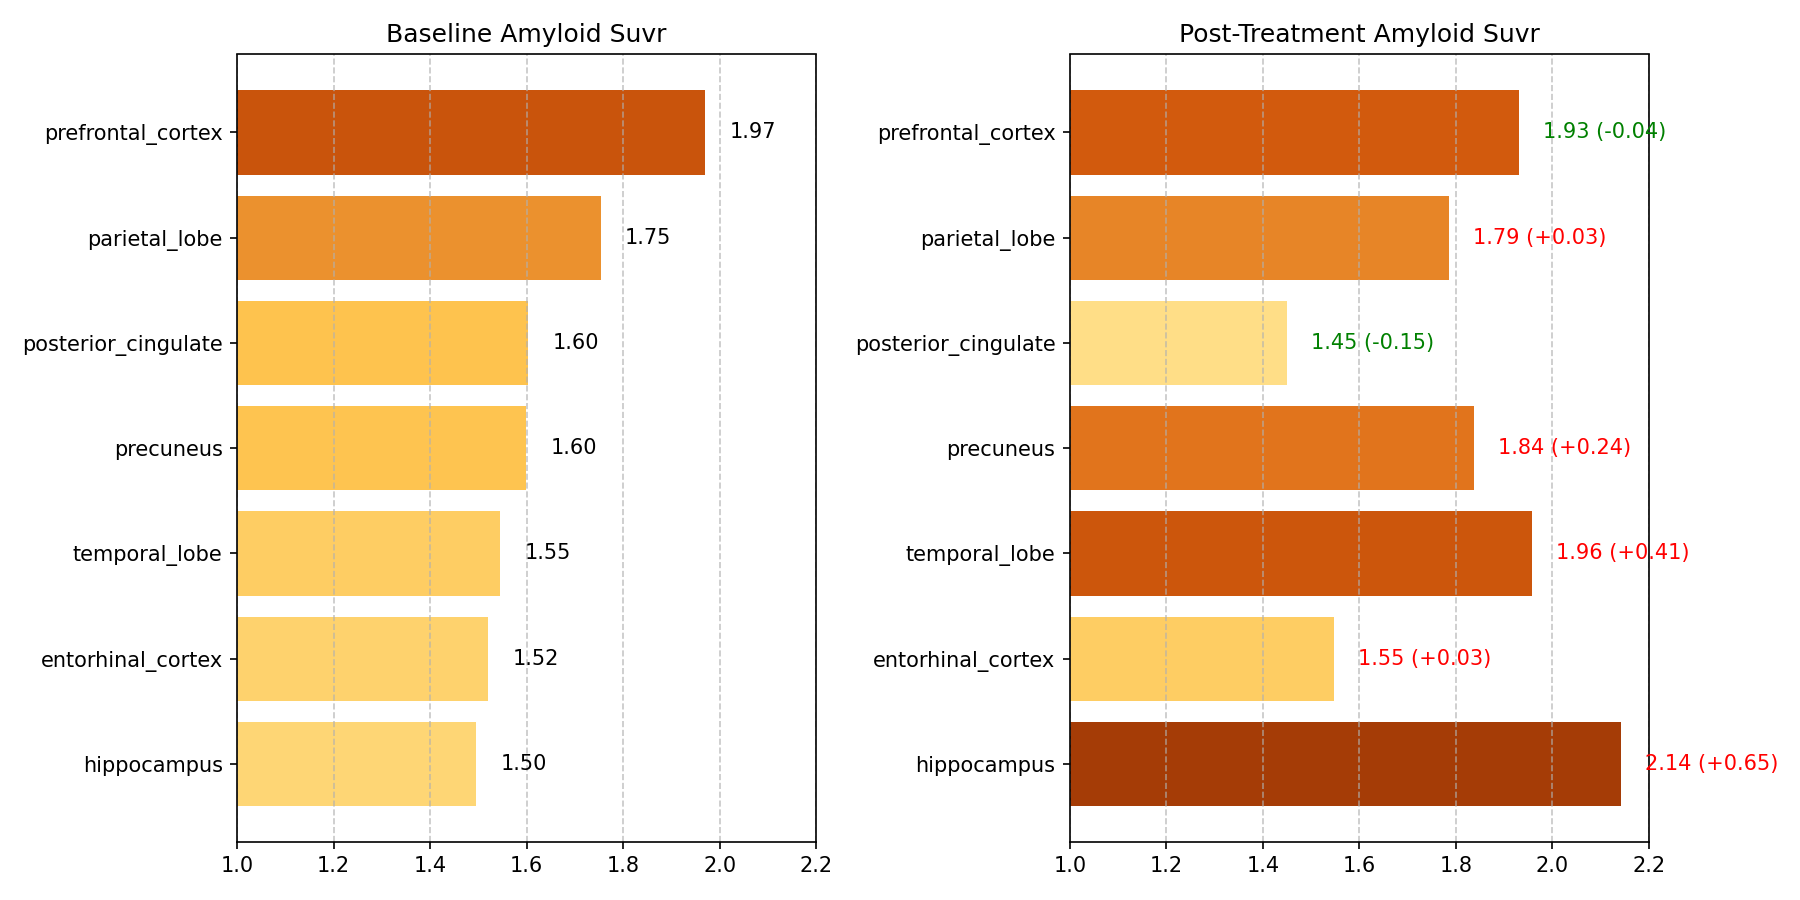 Baseline Amyloid Suvr
prefrontal_cortex
1.97
parietal_lobe
1.75
posterior_cingulate
1.60
precuneus
1.60
temporal_lobe
1.55
entorhinal_cortex
1.52
hippocampus
1.50
1.0 1.2 1.4 1.6 1.8 2.0 2.2
Post-Treatment Amyloid Suvr
prefrontal_cortex
1.93 (-0.04)
parietal_lobe
1.79 (+0.03)
posterior_cingulate
1.45 (-0.15)
precuneus
1.84 (+0.24)
temporal_lobe
1.96 (+0.41)
entorhinal_cortex
1.55 (+0.03)
hippocampus
2.14 (+0.65)
1.0 1.2 1.4 1.6 1.8 2.0 2.2